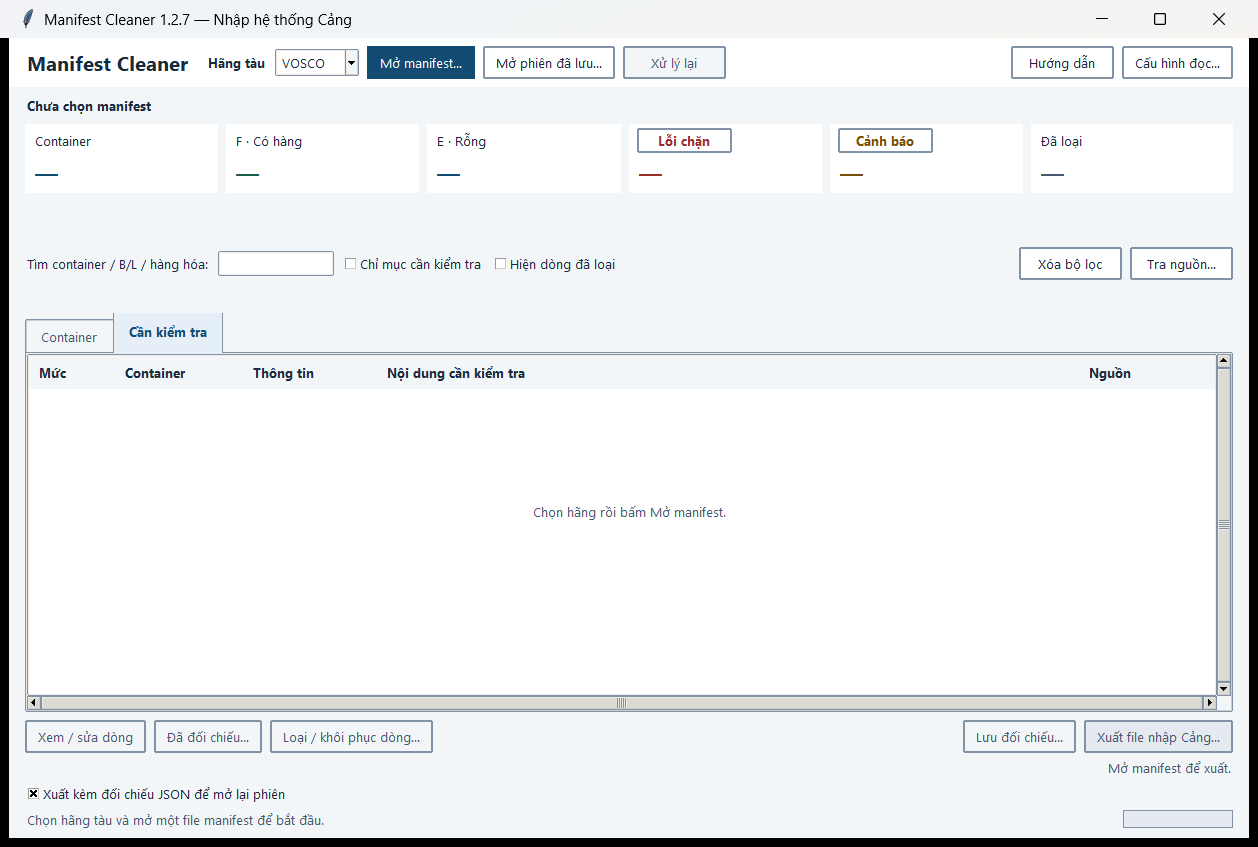 Manifest Cleaner 1.2.7 — Nhập hệ thống Cảng
Manifest Cleaner Hãng tàu VOSCO Mở manifest... Mở phiên đã lưu... Xử lý lại Hướng dẫn Cấu hình đọc...
Chưa chọn manifest
Container F · Có hàng E · Rỗng Lỗi chặn Cảnh báo Đã loại
— — — — — —
Tìm container / B/L / hàng hóa: Chỉ mục cần kiểm tra Hiện dòng đã loại Xóa bộ lọc Tra nguồn...
Container Cần kiểm tra
Mức Container Thông tin Nội dung cần kiểm tra Nguồn
Chọn hãng rồi bấm Mở manifest.
Xem / sửa dòng Đã đối chiếu... Loại / khôi phục dòng... Lưu đối chiếu... Xuất file nhập Cảng...
Mở manifest để xuất.
Xuất kèm đối chiếu JSON để mở lại phiên
Chọn hãng tàu và mở một file manifest để bắt đầu.